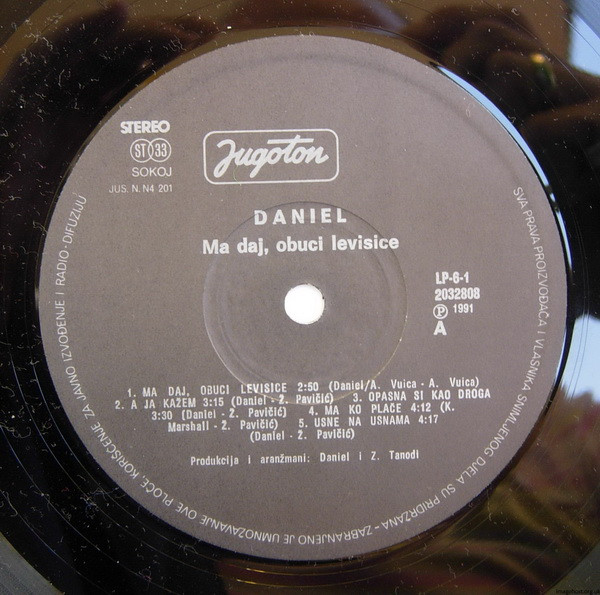 STEREO
ST 33
SOKOJ
JUS. N. N4 201
Jugoton
DANIEL
Ma daj, obuci levisice
LP-6-1
2032808
Ⓟ 1991
A
1. MA DAJ, OBUCI LEVISICE 2:50 (Daniel/A. Vuica - A. Vuica)
2. A JA KAŽEM 3:15 (Daniel - Ž. Pavičić) 3. OPASNA SI KAO DROGA
3:30 (Daniel - Ž. Pavičić) 4. MA KO PLAČE 4:12 (K.
Marshall - Ž. Pavičić) 5. USNE NA USNAMA 4:17
(Daniel - Ž. Pavičić)
Produkcija i aranžmani: Daniel i Z. Tanodi
SVA PRAVA PROIZVOĐAČA I VLASNIKA SNIMLJENOG DJELA SU PRIDRŽANA - ZABRANJENO JE UMNOŽAVANJE OVE PLOČE, KORIŠĆENJE ZA JAVNO IZVOĐENJE I RADIO-DIFUZIJU